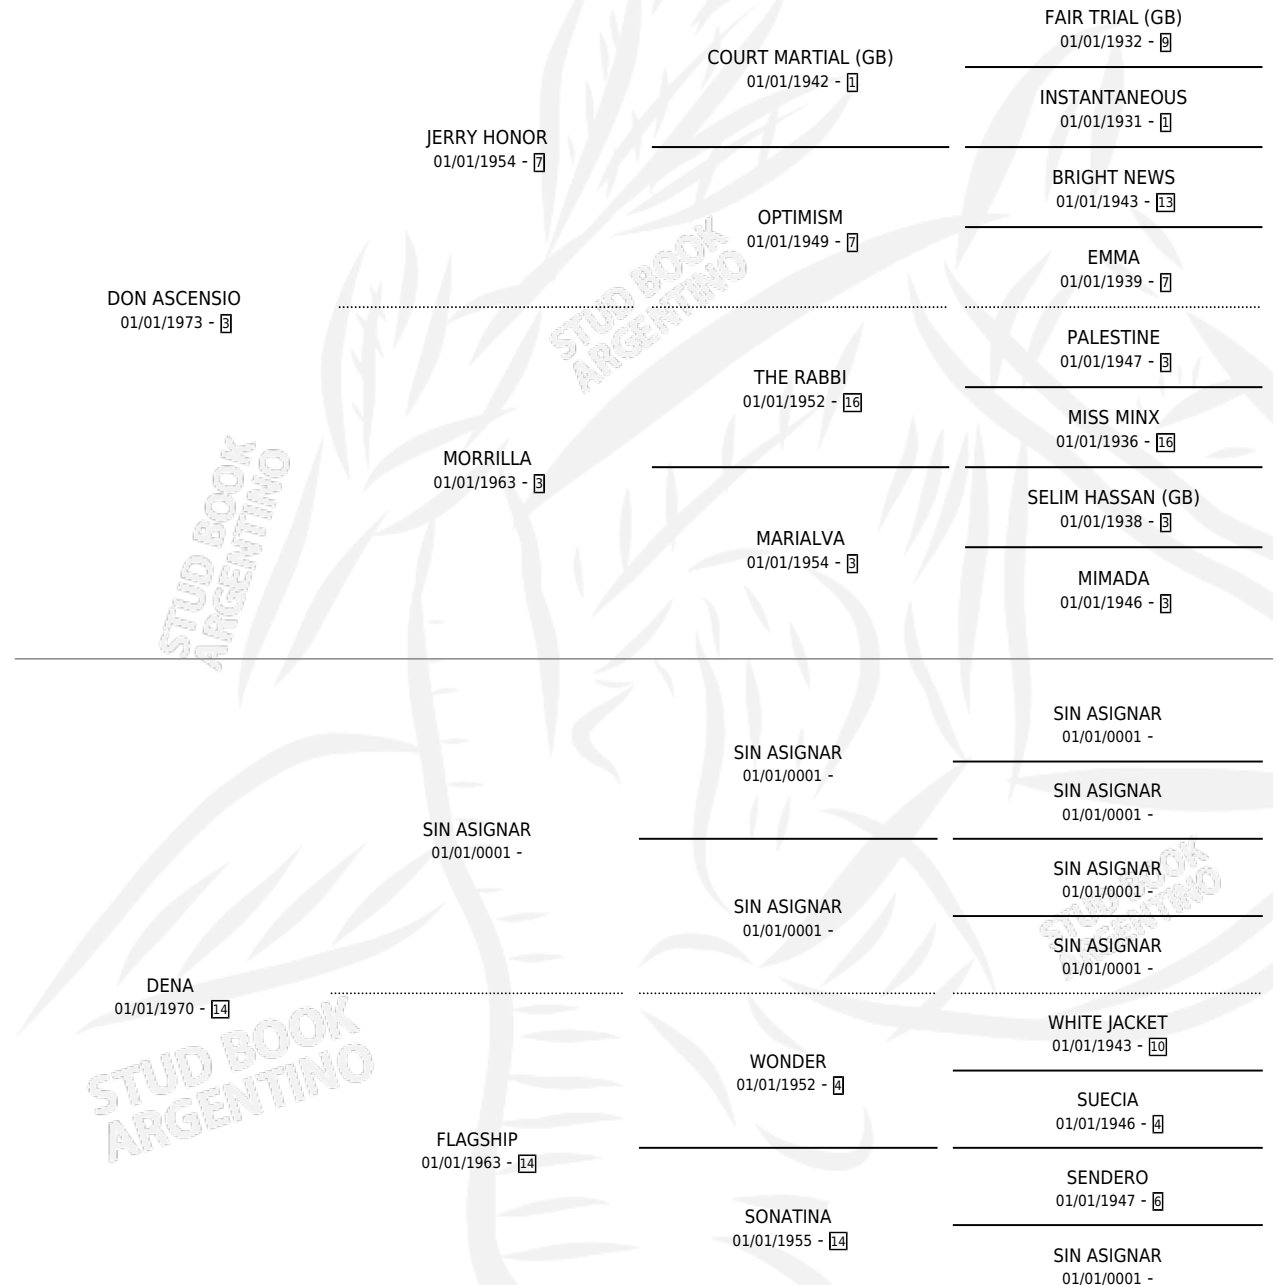 FAIR TRIAL (GB)
01/01/1932 - 9
COURT MARTIAL (GB)
01/01/1942 - 1
INSTANTANEOUS
01/01/1931 - 1
JERRY HONOR
01/01/1954 - 7
BRIGHT NEWS
01/01/1943 - 13
OPTIMISM
01/01/1949 - 7
EMMA
01/01/1939 - 7
DON ASCENSIO
01/01/1973 - 3
STUD BOOK
ARGENTINO
PALESTINE
01/01/1947 - 3
THE RABBI
01/01/1952 - 16
MISS MINX
01/01/1936 - 16
MORRILLA
01/01/1963 - 3
SELIM HASSAN (GB)
01/01/1938 - 3
MARIALVA
01/01/1954 - 3
MIMADA
01/01/1946 - 3
STUD BOOK
ARGENTINO
SIN ASIGNAR
01/01/0001 -
SIN ASIGNAR
01/01/0001 -
SIN ASIGNAR
01/01/0001 -
SIN ASIGNAR
01/01/0001 -
SIN ASIGNAR
01/01/0001 -
SIN ASIGNAR
01/01/0001 -
SIN ASIGNAR
01/01/0001 -
STUD BOOK
ARGENTINO
DENA
01/01/1970 - 14
WHITE JACKET
01/01/1943 - 10
WONDER
01/01/1952 - 4
SUECIA
01/01/1946 - 4
STUD BOOK
ARGENTINO
FLAGSHIP
01/01/1963 - 14
SENDERO
01/01/1947 - 6
SONATINA
01/01/1955 - 14
SIN ASIGNAR
01/01/0001 -